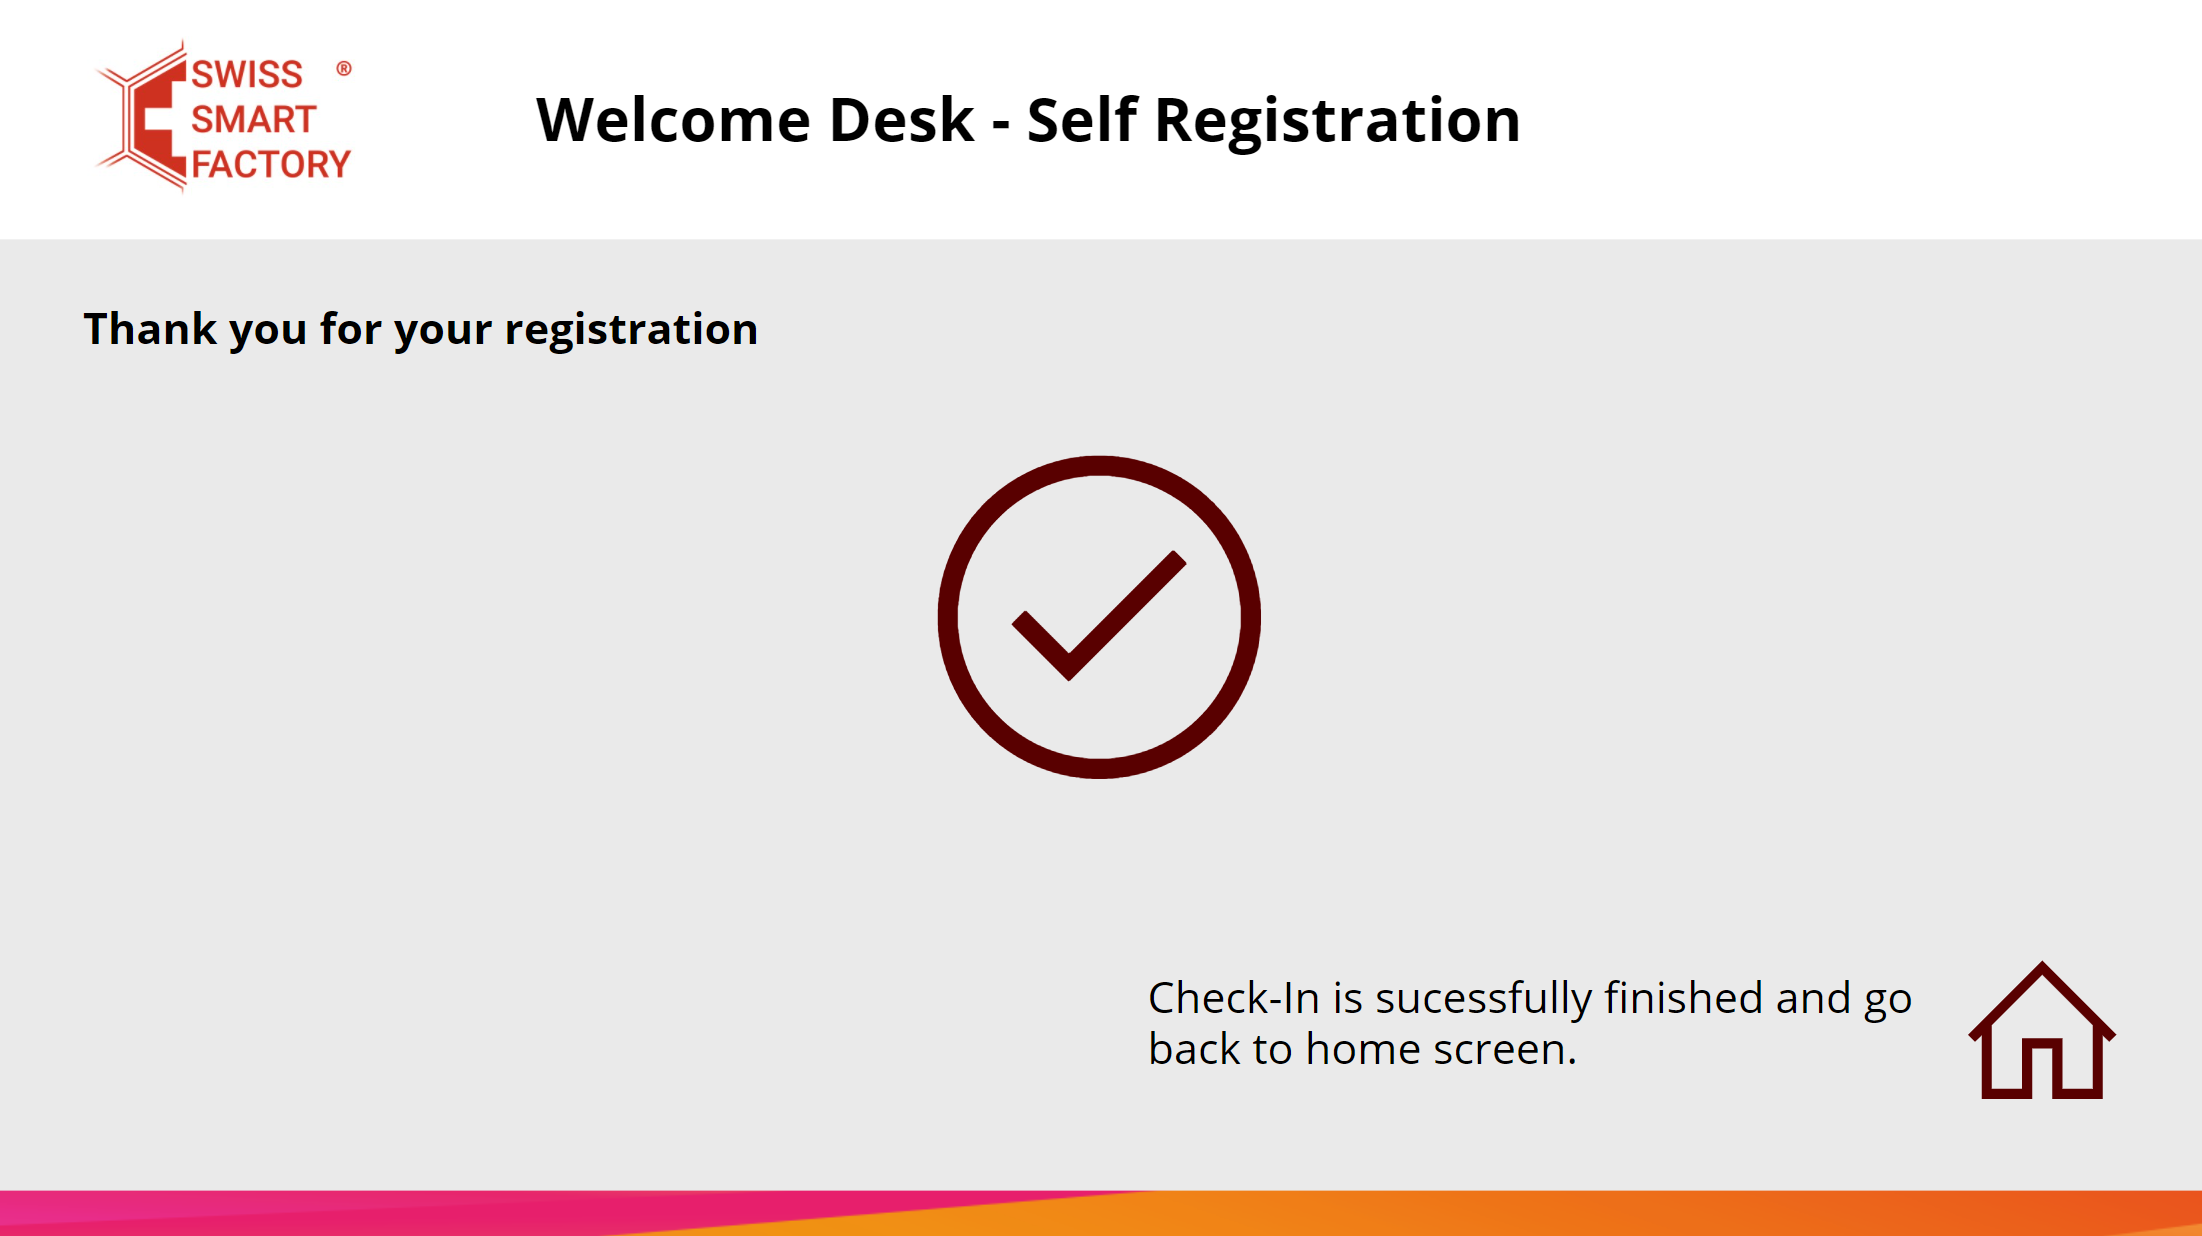 SWISS ®
SMART
FACTORY
Welcome Desk - Self Registration
Thank you for your registration
Check-In is sucessfully finished and go
back to home screen.